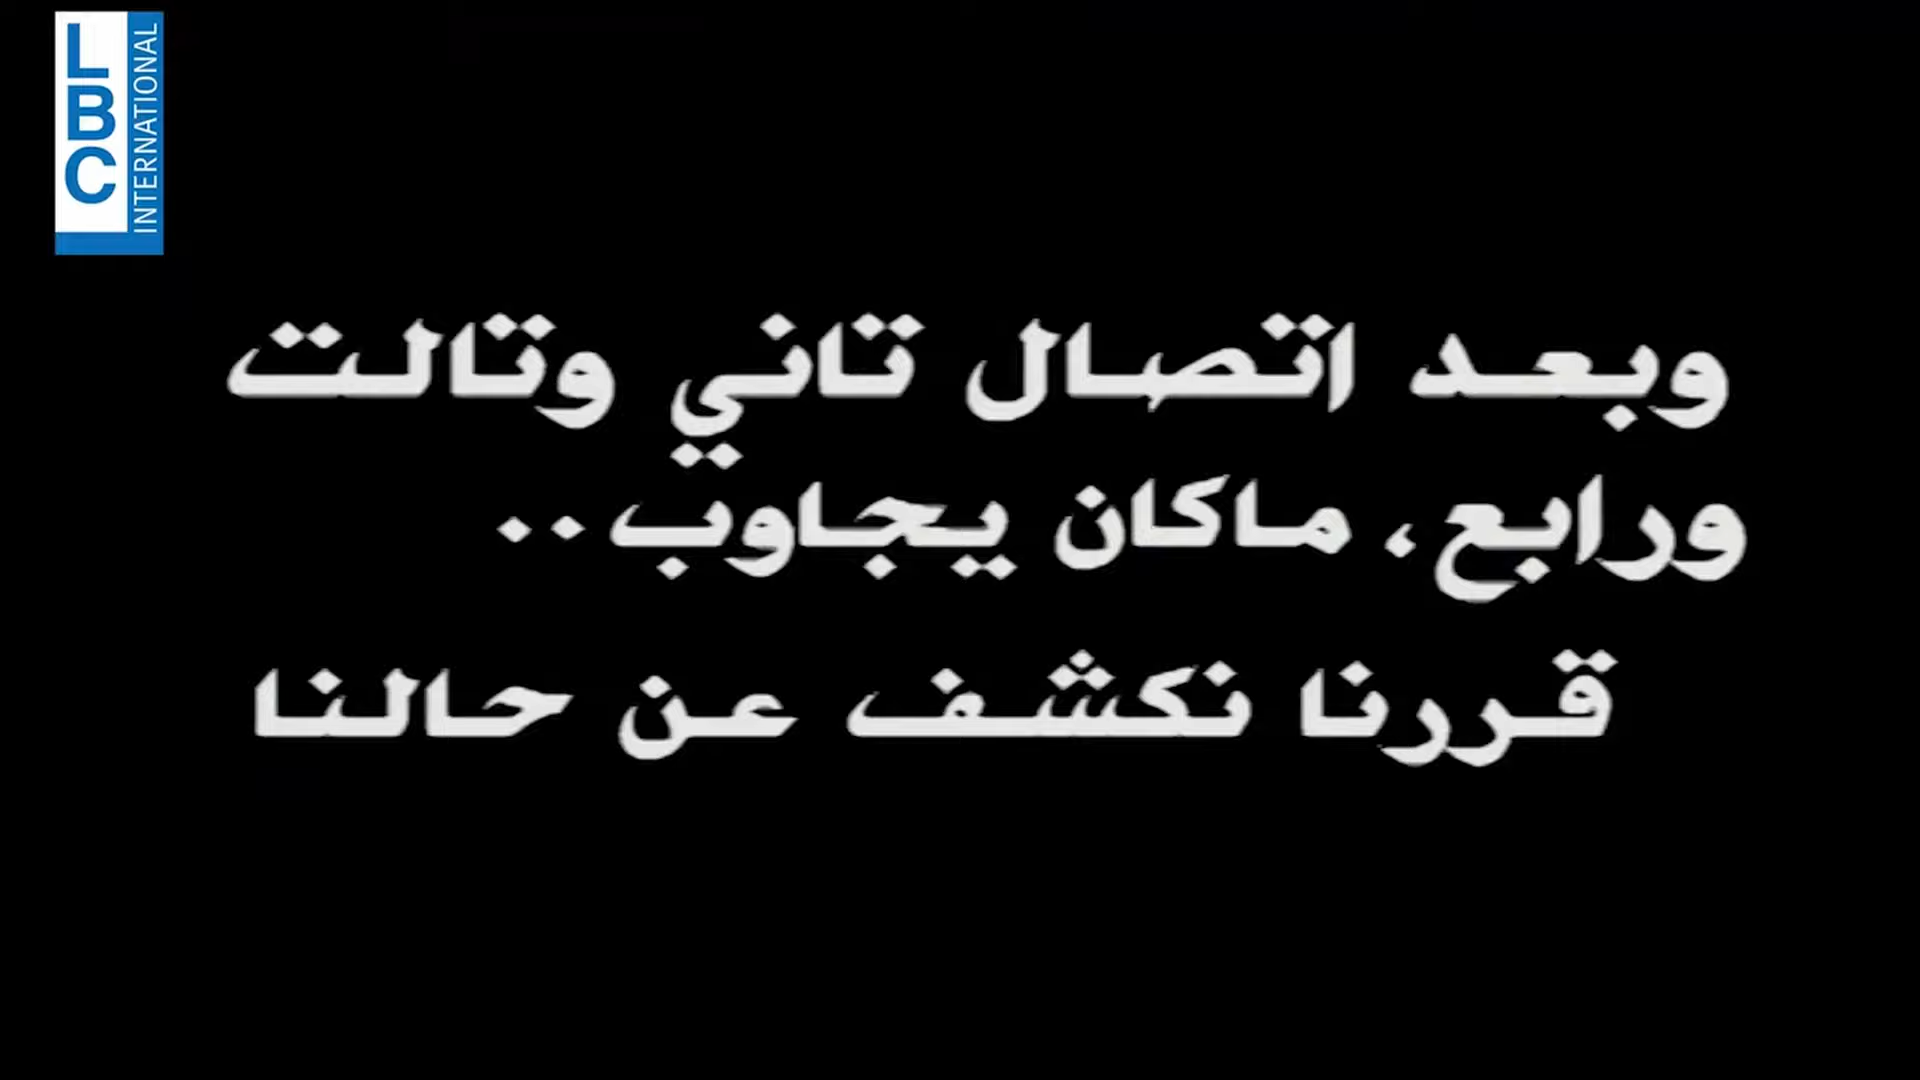 LBC
INTERNATIONAL
وبعد اتصال تاني وتالت
ورابع، ماكان يجاوب..
قررنا نكشف عن حالنا